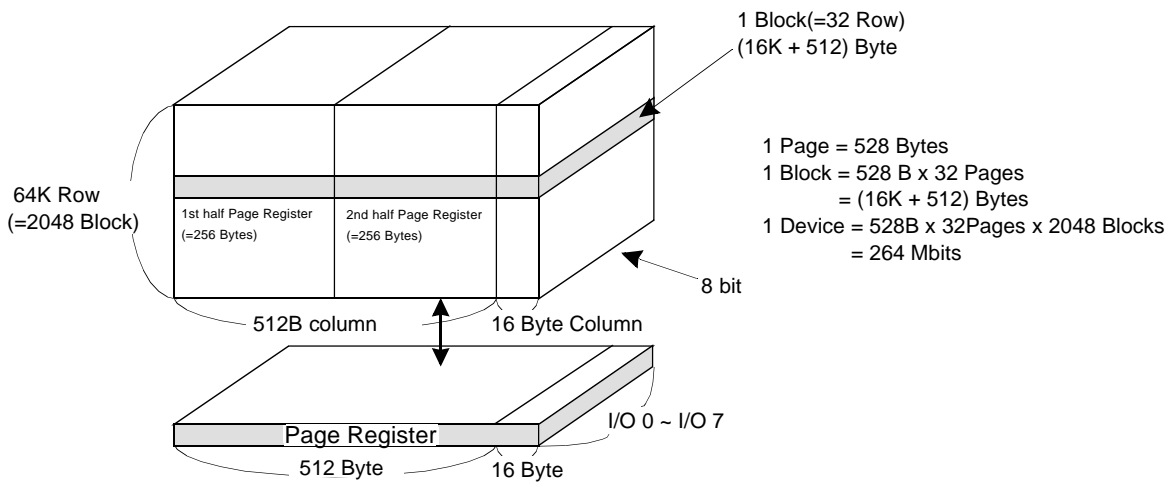 1 Block(=32 Row)
(16K + 512) Byte
1 Page = 528 Bytes
1 Block = 528 B x 32 Pages
= (16K + 512) Bytes
1 Device = 528B x 32Pages x 2048 Blocks
= 264 Mbits
64K Row
(=2048 Block)
1st half Page Register
(=256 Bytes)
2nd half Page Register
(=256 Bytes)
8 bit
512B column
16 Byte Column
I/O 0 ~ I/O 7
Page Register
512 Byte
16 Byte